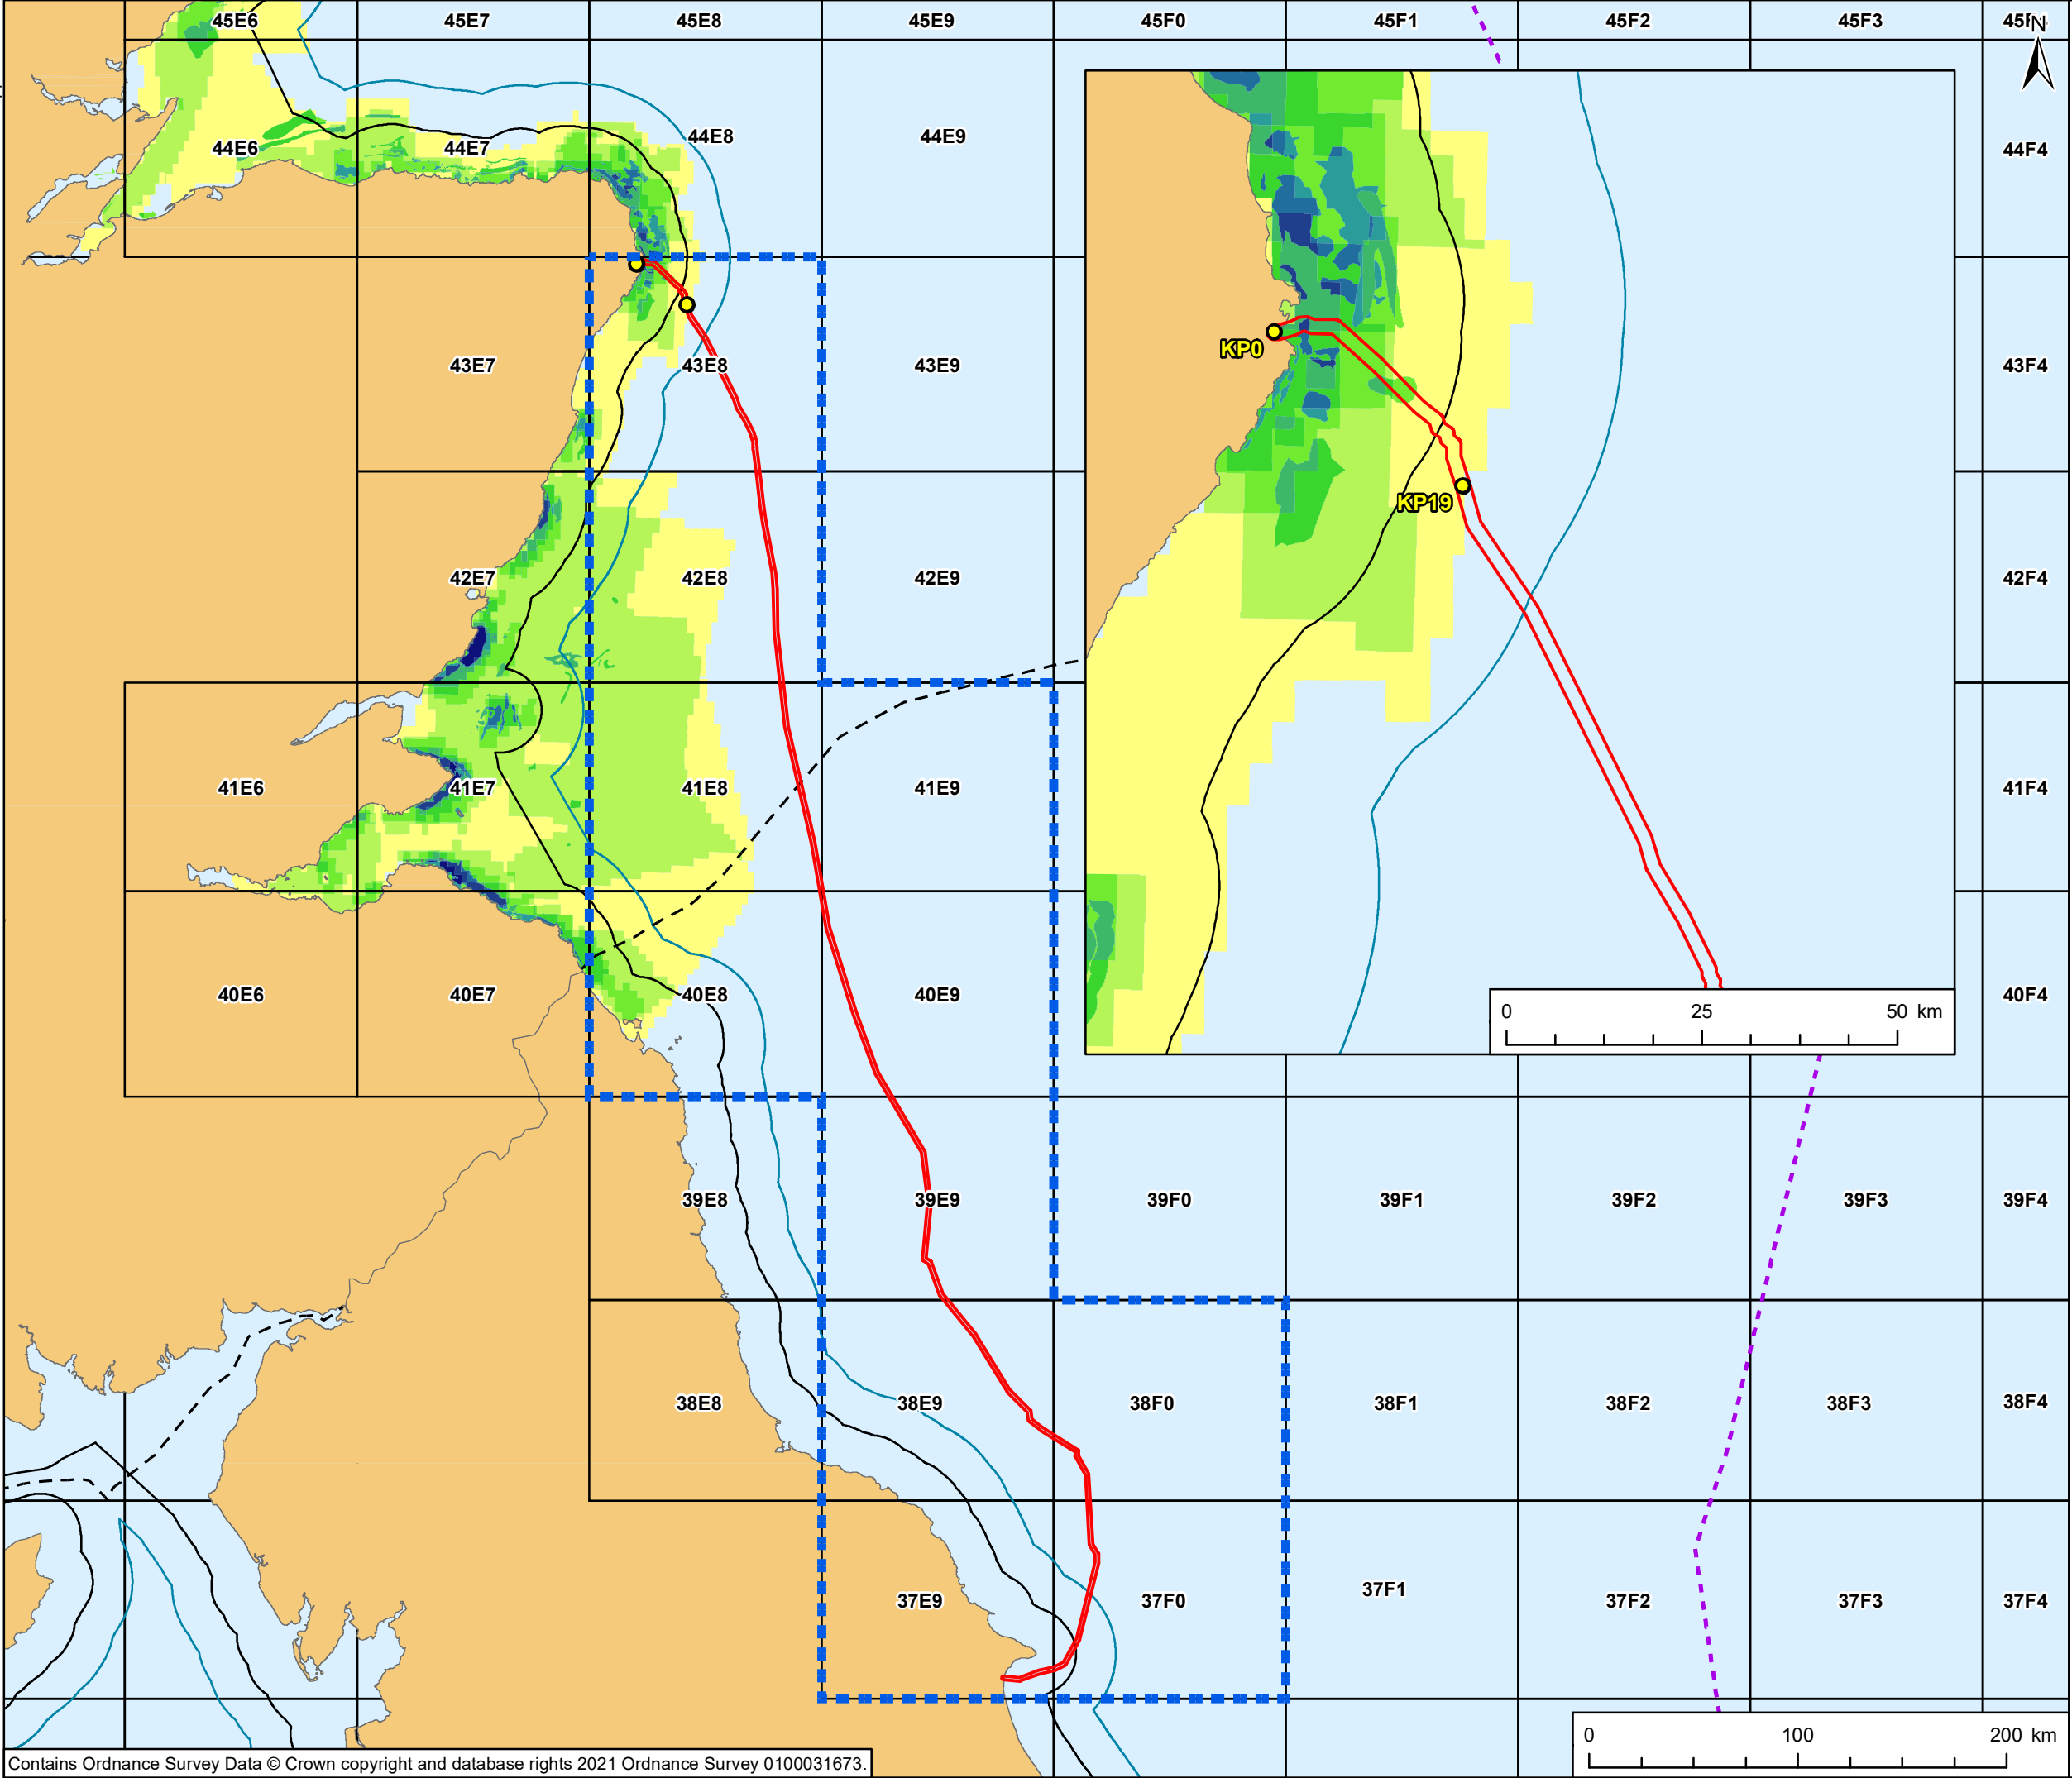 45E6 45E7 45E8 45E9 45F0 45F1 45F2 45F3 45F
N
44E6 44E7 44E8 44E9 44F4
KP0
43E7 43E8 43E9 43F4
KP19
42E7 42E8 42E9 42F4
41E6 41E7 41E8 41E9 41F4
40E6 40E7 40E8 40E9 40F4
0 25 50 km
39E8 39E9 39F0 39F1 39F2 39F3 39F4
38E8 38E9 38F0 38F1 38F2 38F3 38F4
37E9 37F0 37F1 37F2 37F3 37F4
0 100 200 km
Contains Ordnance Survey Data © Crown copyright and database rights 2021 Ordnance Survey 0100031673.